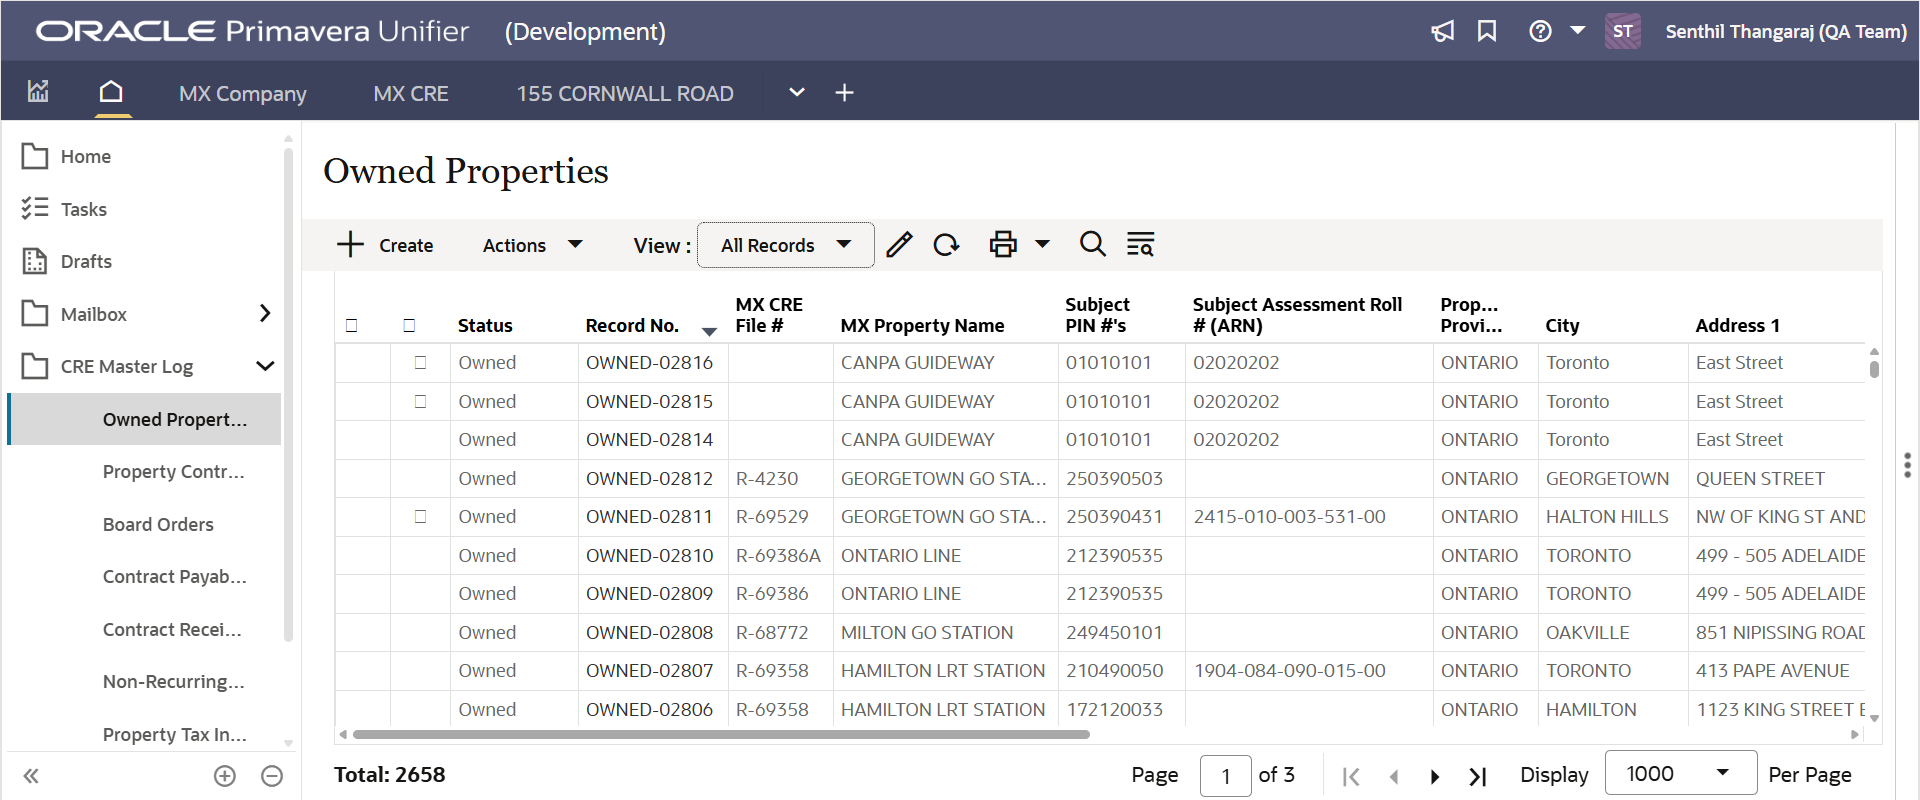 ORACLE Primavera Unifier (Development)
ST Senthil Thangaraj (QA Team)
MX Company MX CRE 155 CORNWALL ROAD
Home
Tasks
Drafts
Mailbox
CRE Master Log
Owned Propert...
Property Contr...
Board Orders
Contract Payab...
Contract Recei...
Non-Recurring...
Property Tax In...
Owned Properties
Create Actions View : All Records
Status Record No. MX CRE File # MX Property Name Subject PIN #'s Subject Assessment Roll # (ARN) Prop... Provi... City Address 1
Owned OWNED-02816 CANPA GUIDEWAY 01010101 02020202 ONTARIO Toronto East Street
Owned OWNED-02815 CANPA GUIDEWAY 01010101 02020202 ONTARIO Toronto East Street
Owned OWNED-02814 CANPA GUIDEWAY 01010101 02020202 ONTARIO Toronto East Street
Owned OWNED-02812 R-4230 GEORGETOWN GO STA... 250390503 ONTARIO GEORGETOWN QUEEN STREET
Owned OWNED-02811 R-69529 GEORGETOWN GO STA... 250390431 2415-010-003-531-00 ONTARIO HALTON HILLS NW OF KING ST AND
Owned OWNED-02810 R-69386A ONTARIO LINE 212390535 ONTARIO TORONTO 499 - 505 ADELAIDE
Owned OWNED-02809 R-69386 ONTARIO LINE 212390535 ONTARIO TORONTO 499 - 505 ADELAIDE
Owned OWNED-02808 R-68772 MILTON GO STATION 249450101 ONTARIO OAKVILLE 851 NIPISSING ROAD
Owned OWNED-02807 R-69358 HAMILTON LRT STATION 210490050 1904-084-090-015-00 ONTARIO TORONTO 413 PAPE AVENUE
Owned OWNED-02806 R-69358 HAMILTON LRT STATION 172120033 ONTARIO HAMILTON 1123 KING STREET E
Total: 2658 Page 1 of 3 Display 1000 Per Page